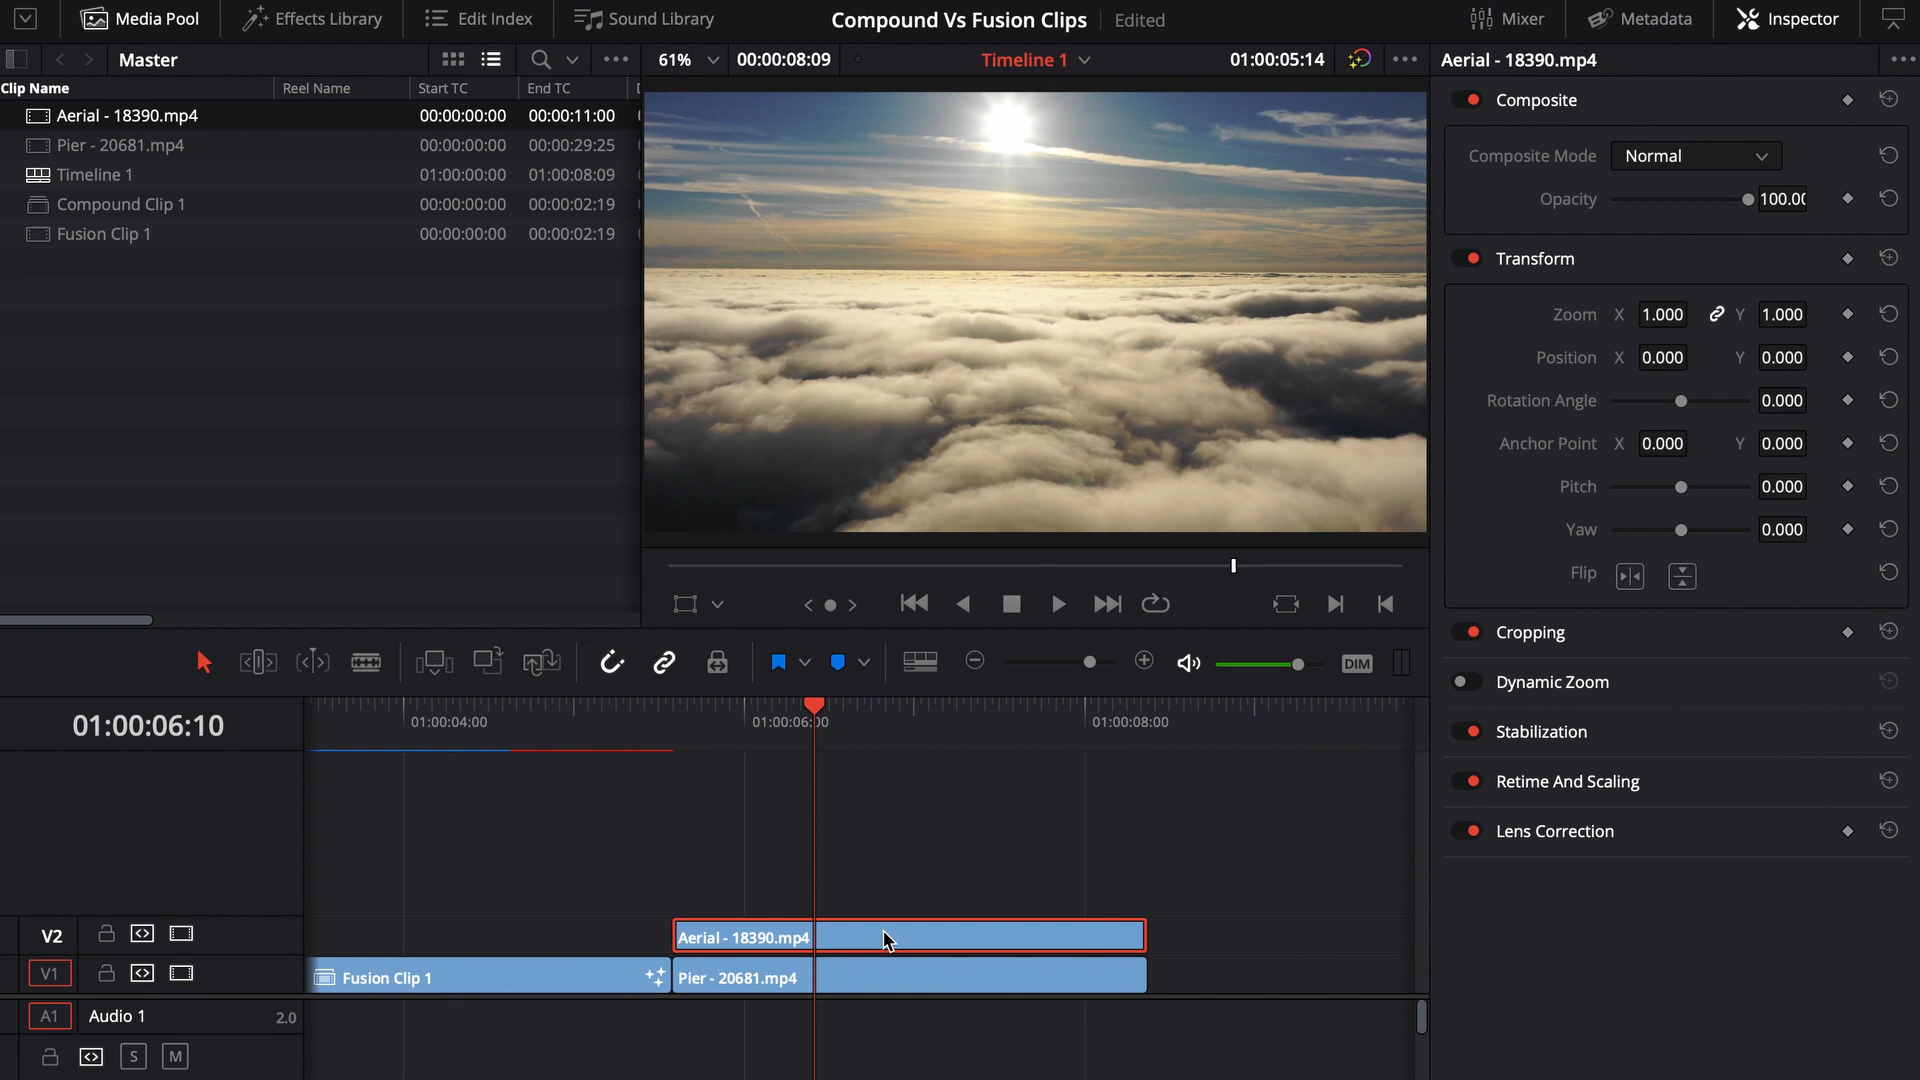 Media Pool Effects Library Edit Index Sound Library Compound Vs Fusion Clips Edited Mixer Metadata Inspector
Master 61% 00:00:08:09 Timeline 1 01:00:05:14 Aerial - 18390.mp4
Clip Name Reel Name Start TC End TC
Aerial - 18390.mp4 00:00:00:00 00:00:11:00
Pier - 20681.mp4 00:00:00:00 00:00:29:25
Timeline 1 01:00:00:00 01:00:08:09
Compound Clip 1 00:00:00:00 00:00:02:19
Fusion Clip 1 00:00:00:00 00:00:02:19
Composite
Composite Mode Normal
Opacity 100.00
Transform
Zoom X 1.000 Y 1.000
Position X 0.000 Y 0.000
Rotation Angle 0.000
Anchor Point X 0.000 Y 0.000
Pitch 0.000
Yaw 0.000
Flip
Cropping
Dynamic Zoom
Stabilization
Retime And Scaling
Lens Correction
DIM
01:00:06:10 01:00:04:00 01:00:06:00 01:00:08:00
V2 Aerial - 18390.mp4
V1 Fusion Clip 1 Pier - 20681.mp4
A1 Audio 1 2.0
S M